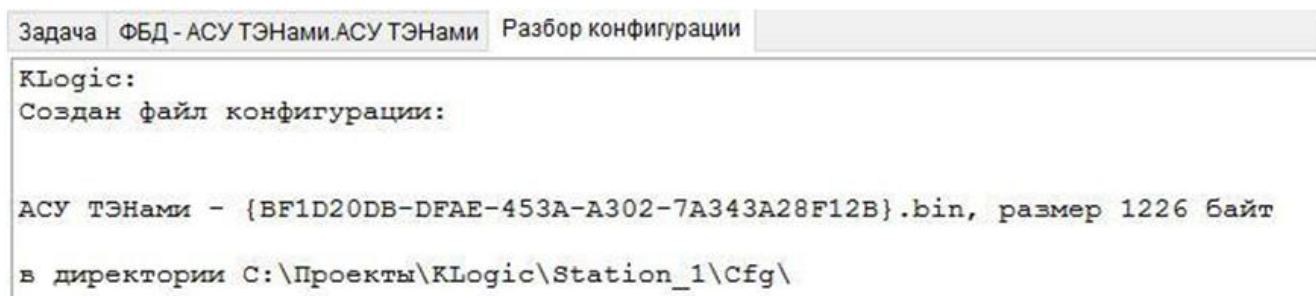 Задача ФБД - АСУ ТЭНами.АСУ ТЭНами Разбор конфигурации
KLogic:
Создан файл конфигурации:
АСУ ТЭНами - {BF1D20DB-DFAE-453A-A302-7A343A28F12B}.bin, размер 1226 байт
в директории C:\Проекты\KLogic\Station_1\Cfg\